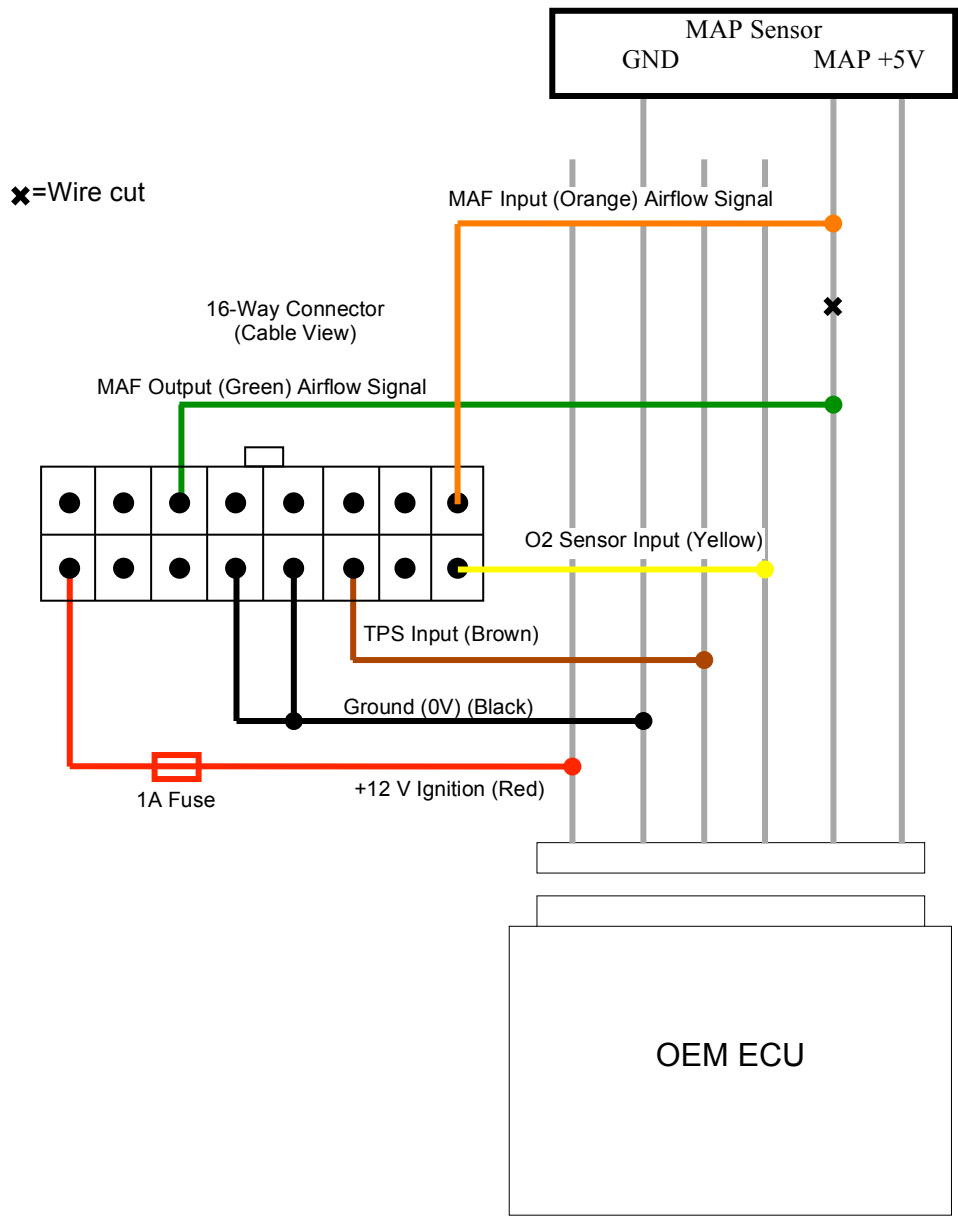 MAP Sensor
GND MAP +5V
✖=Wire cut
MAF Input (Orange) Airflow Signal
16-Way Connector
(Cable View)
MAF Output (Green) Airflow Signal
O2 Sensor Input (Yellow)
TPS Input (Brown)
Ground (0V) (Black)
+12 V Ignition (Red)
1A Fuse
OEM ECU